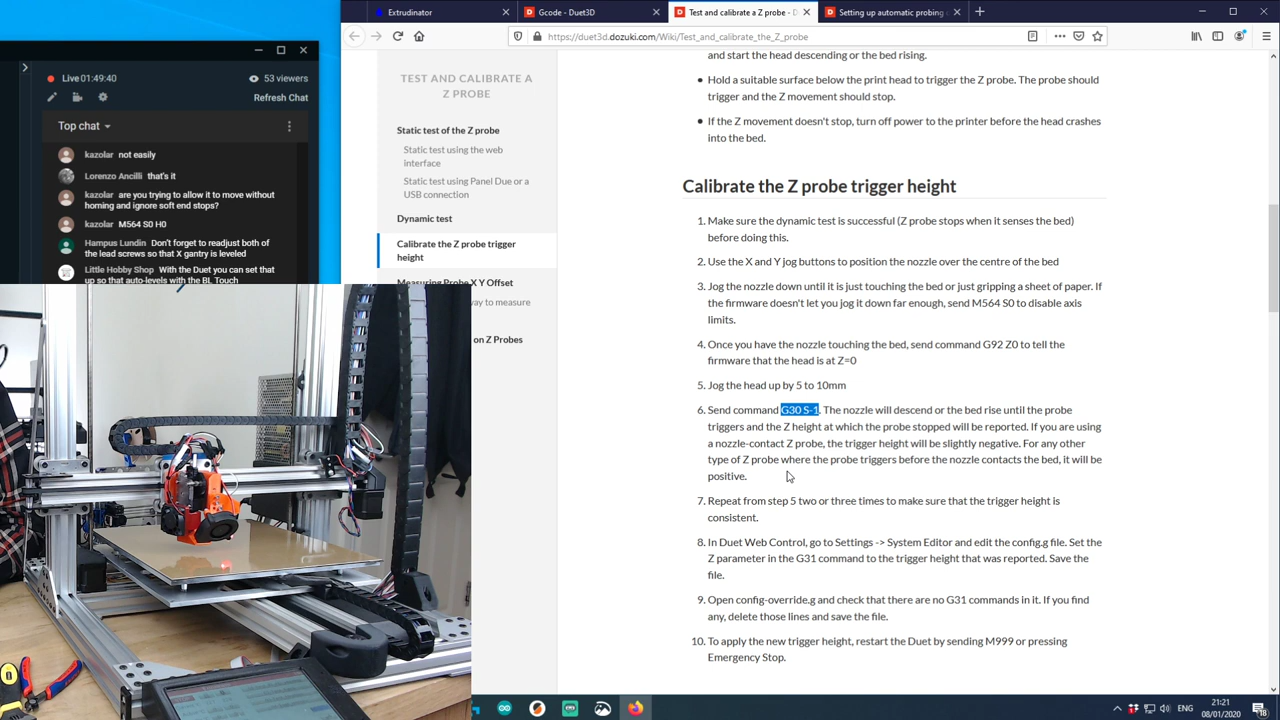 Extrudinator
Gcode - Duet3D
Test and calibrate a Z probe - D
Setting up automatic probing o
https://duet3d.dozuki.com/Wiki/Test_and_calibrate_the_Z_probe
Live 01:49:40
53 viewers
Refresh Chat
Top chat
kazolar not easily
Lorenzo Ancilli that's it
kazolar are you trying to allow it to move without
homing and ignore soft end stops?
kazolar M564 S0 H0
Hampus Lundin Don't forget to readjust both of
the lead screws so that X gantry is leveled
Little Hobby Shop With the Duet you can set that
up so that auto-levels with the BL Touch
TEST AND CALIBRATE A
Z PROBE
Static test of the Z probe
Static test using the web
interface
Static test using Panel Due or a
USB connection
Dynamic test
Calibrate the Z probe trigger
height
Measuring Probe X Y Offset
way to measure
on Z Probes
and start the head descending or the bed rising.
● Hold a suitable surface below the print head to trigger the Z probe. The probe should
trigger and the Z movement should stop.
● If the Z movement doesn't stop, turn off power to the printer before the head crashes
into the bed.
Calibrate the Z probe trigger height
1. Make sure the dynamic test is successful (Z probe stops when it senses the bed)
before doing this.
2. Use the X and Y jog buttons to position the nozzle over the centre of the bed
3. Jog the nozzle down until it is just touching the bed or just gripping a sheet of paper. If
the firmware doesn't let you jog it down far enough, send M564 S0 to disable axis
limits.
4. Once you have the nozzle touching the bed, send command G92 Z0 to tell the
firmware that the head is at Z=0
5. Jog the head up by 5 to 10mm
6. Send command G30 S-1. The nozzle will descend or the bed rise until the probe
triggers and the Z height at which the probe stopped will be reported. If you are using
a nozzle-contact Z probe, the trigger height will be slightly negative. For any other
type of Z probe where the probe triggers before the nozzle contacts the bed, it will be
positive.
7. Repeat from step 5 two or three times to make sure that the trigger height is
consistent.
8. In Duet Web Control, go to Settings -> System Editor and edit the config.g file. Set the
Z parameter in the G31 command to the trigger height that was reported. Save the
file.
9. Open config-override.g and check that there are no G31 commands in it. If you find
any, delete those lines and save the file.
10. To apply the new trigger height, restart the Duet by sending M999 or pressing
Emergency Stop.
ENG
21:21
08/01/2020
18